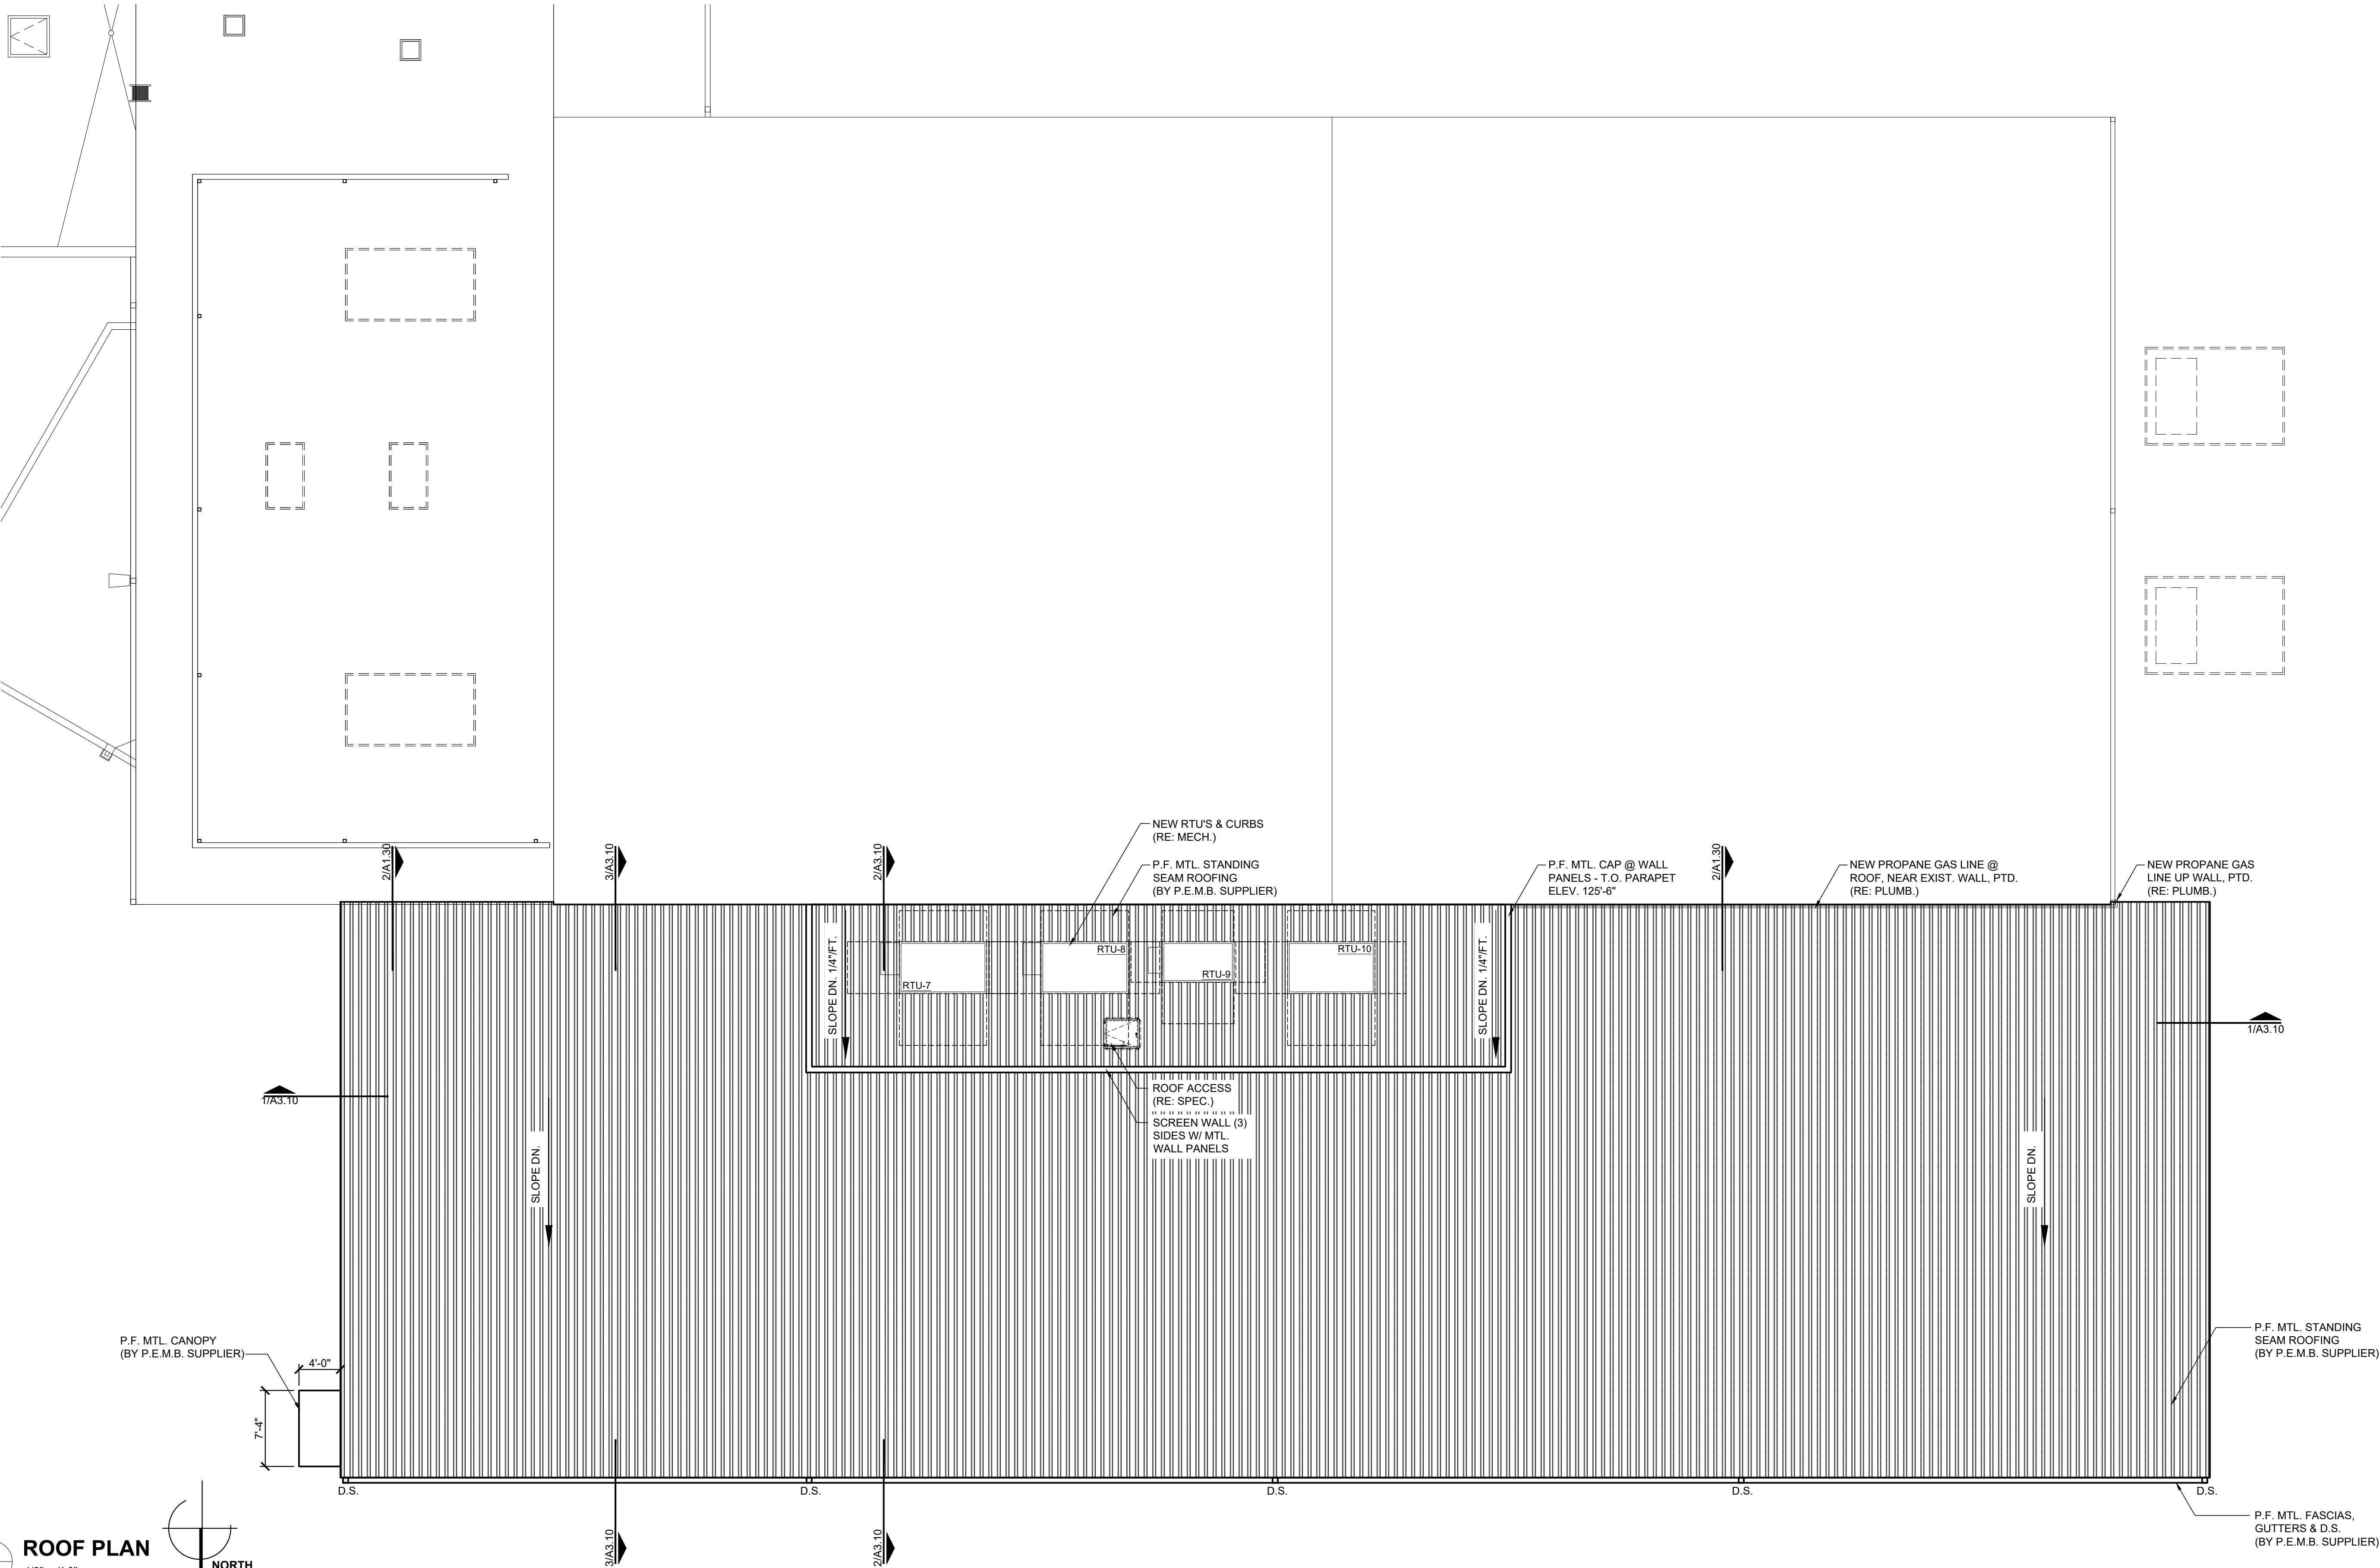 NEW RTU'S & CURBS
(RE: MECH.)
P.F. MTL. STANDING
SEAM ROOFING
(BY P.E.M.B. SUPPLIER)
P.F. MTL. CAP @ WALL
PANELS - T.O. PARAPET
ELEV. 125'-6"
NEW PROPANE GAS LINE @
ROOF, NEAR EXIST. WALL, PTD.
(RE: PLUMB.)
NEW PROPANE GAS
LINE UP WALL, PTD.
(RE: PLUMB.)
2/A1.30
3/A3.10
2/A3.10
2/A1.30
SLOPE DN. 1/4"/FT.
RTU-7
RTU-8
RTU-9
RTU-10
SLOPE DN. 1/4"/FT.
1/A3.10
1/A3.10
ROOF ACCESS
(RE: SPEC.)
SCREEN WALL (3)
SIDES W/ MTL.
WALL PANELS
SLOPE DN.
SLOPE DN.
P.F. MTL. CANOPY
(BY P.E.M.B. SUPPLIER)
4'-0"
7'-4"
P.F. MTL. STANDING
SEAM ROOFING
(BY P.E.M.B. SUPPLIER)
D.S.
D.S.
D.S.
D.S.
D.S.
P.F. MTL. FASCIAS,
GUTTERS & D.S.
(BY P.E.M.B. SUPPLIER)
3/A3.10
2/A3.10
ROOF PLAN
NORTH